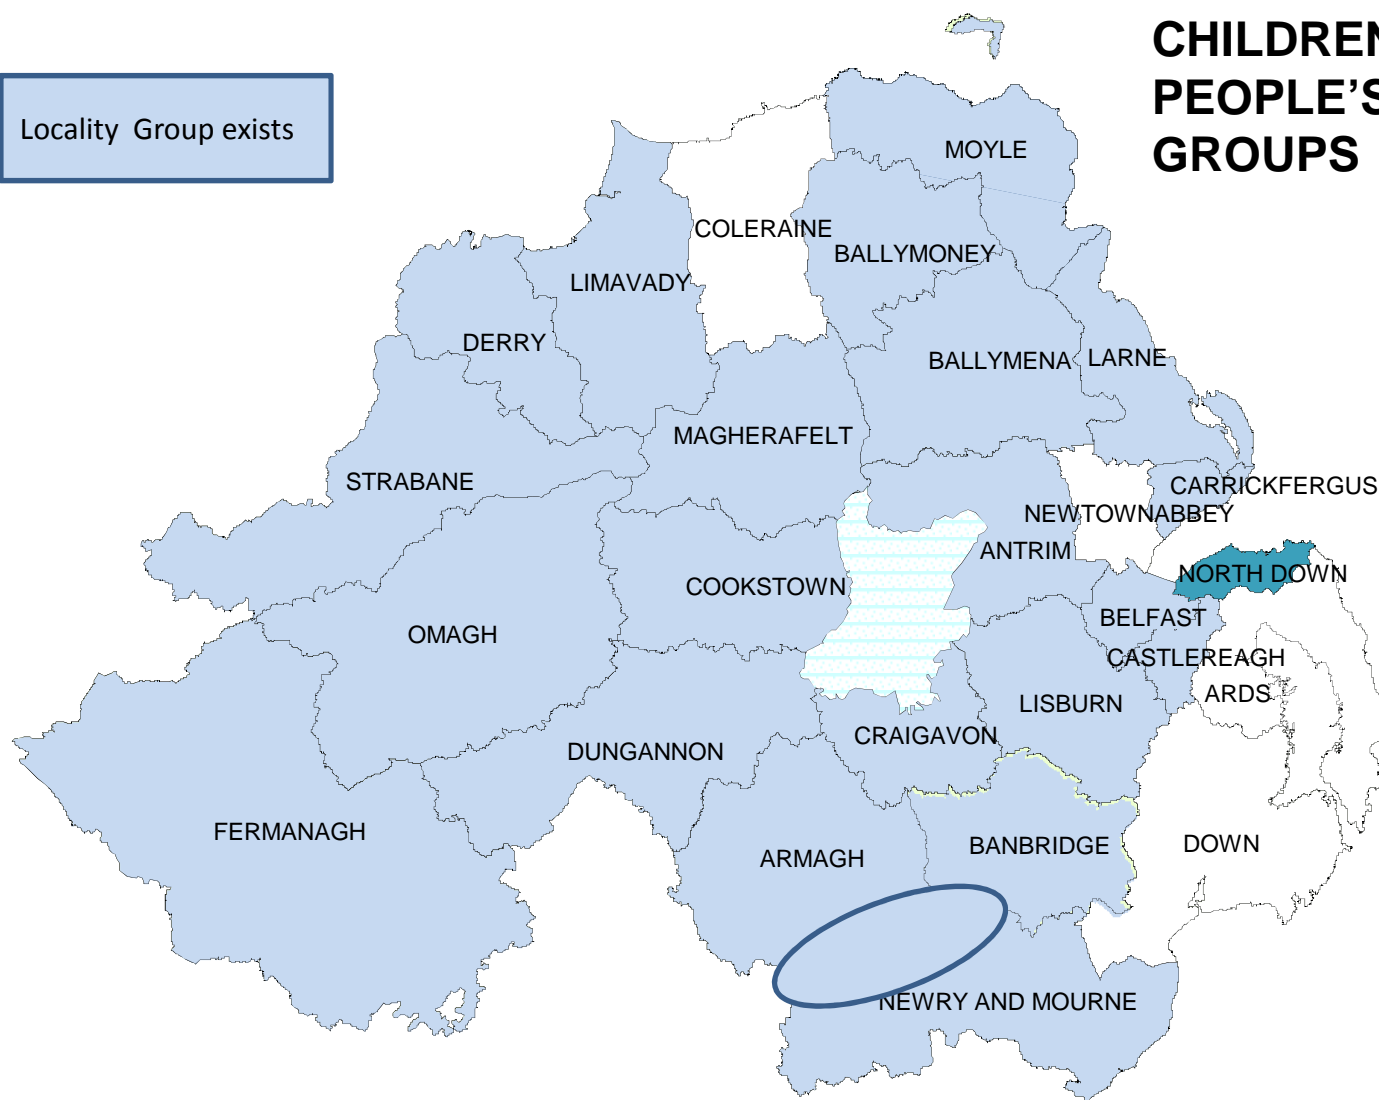 CHILDREN
PEOPLE’S
GROUPS
Locality Group exists
MOYLE
COLERAINE
BALLYMONEY
LIMAVADY
DERRY
BALLYMENA
LARNE
MAGHERAFELT
STRABANE
CARRICKFERGUS
NEWTOWNABBEY
ANTRIM
NORTH DOWN
COOKSTOWN
BELFAST
OMAGH
CASTLEREAGH
ARDS
LISBURN
CRAIGAVON
DUNGANNON
FERMANAGH
BANBRIDGE
DOWN
ARMAGH
NEWRY AND MOURNE